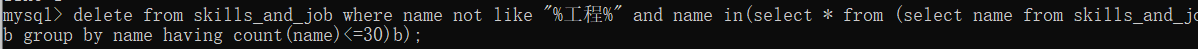 mysql> delete from skills_and_job where name not like "%工程%" and name in(select * from (select name from skills_and_jo
b group by name having count(name)<=30)b);